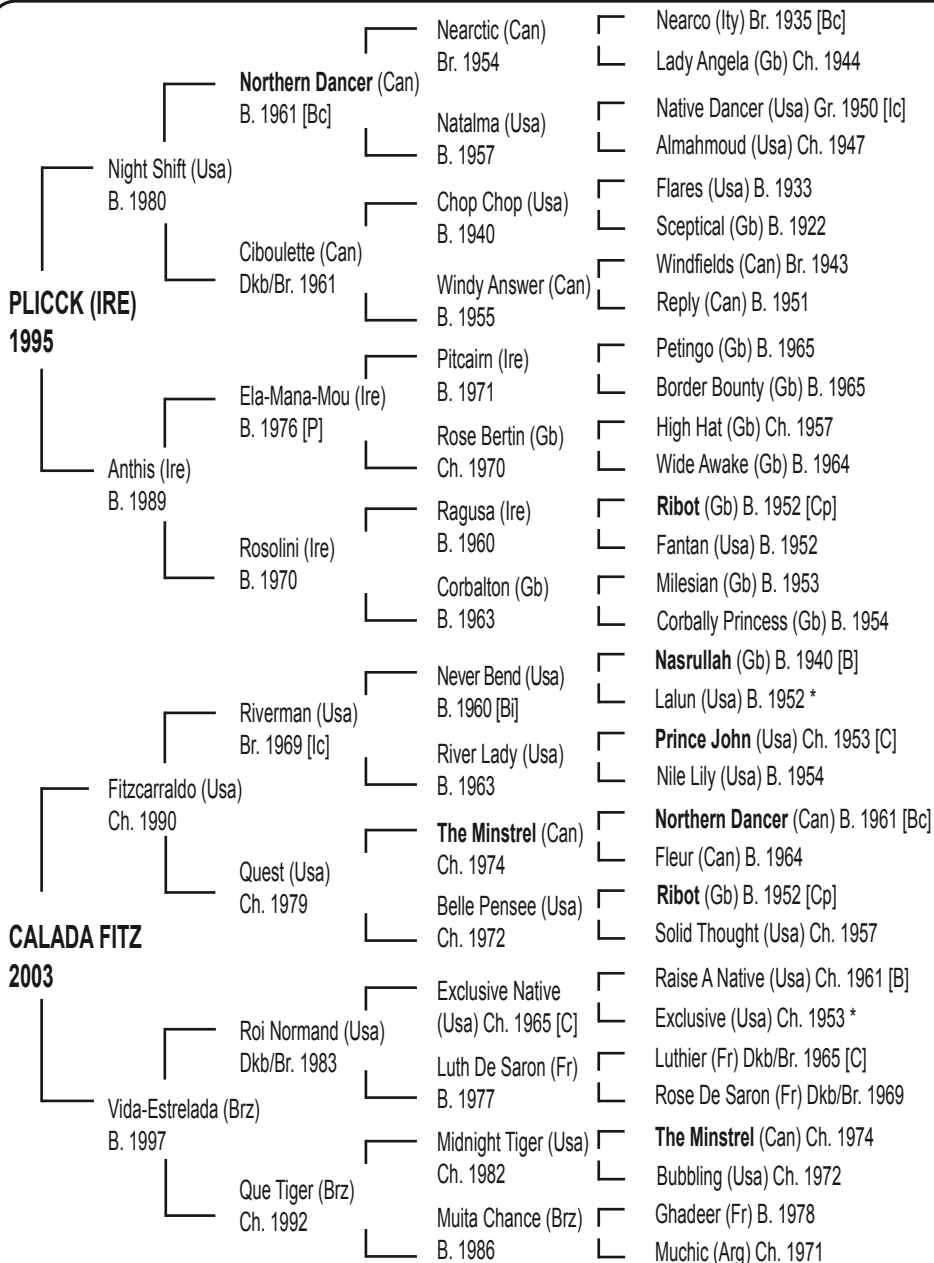 PLICCK (IRE)
1995
Night Shift (Usa)
B. 1980
Northern Dancer (Can)
B. 1961 [Bc]
Nearctic (Can)
Br. 1954
Nearco (Ity) Br. 1935 [Bc]
Lady Angela (Gb) Ch. 1944
Natalma (Usa)
B. 1957
Native Dancer (Usa) Gr. 1950 [Ic]
Almahmoud (Usa) Ch. 1947
Ciboulette (Can)
Dkb/Br. 1961
Chop Chop (Usa)
B. 1940
Flares (Usa) B. 1933
Sceptical (Gb) B. 1922
Windy Answer (Can)
B. 1955
Windfields (Can) Br. 1943
Reply (Can) B. 1951
Anthis (Ire)
B. 1989
Ela-Mana-Mou (Ire)
B. 1976 [P]
Pitcairn (Ire)
B. 1971
Petingo (Gb) B. 1965
Border Bounty (Gb) B. 1965
Rose Bertin (Gb)
Ch. 1970
High Hat (Gb) Ch. 1957
Wide Awake (Gb) B. 1964
Rosolini (Ire)
B. 1970
Ragusa (Ire)
B. 1960
Ribot (Gb) B. 1952 [Cp]
Fantan (Usa) B. 1952
Corbalton (Gb)
B. 1963
Milesian (Gb) B. 1953
Corbally Princess (Gb) B. 1954
CALADA FITZ
2003
Fitzcarraldo (Usa)
Ch. 1990
Riverman (Usa)
Br. 1969 [Ic]
Never Bend (Usa)
B. 1960 [Bi]
Nasrullah (Gb) B. 1940 [B]
Lalun (Usa) B. 1952 *
River Lady (Usa)
B. 1963
Prince John (Usa) Ch. 1953 [C]
Nile Lily (Usa) B. 1954
Quest (Usa)
Ch. 1979
The Minstrel (Can)
Ch. 1974
Northern Dancer (Can) B. 1961 [Bc]
Fleur (Can) B. 1964
Belle Pensee (Usa)
Ch. 1972
Ribot (Gb) B. 1952 [Cp]
Solid Thought (Usa) Ch. 1957
Vida-Estrelada (Brz)
B. 1997
Roi Normand (Usa)
Dkb/Br. 1983
Exclusive Native
(Usa) Ch. 1965 [C]
Raise A Native (Usa) Ch. 1961 [B]
Exclusive (Usa) Ch. 1953 *
Luth De Saron (Fr)
B. 1977
Luthier (Fr) Dkb/Br. 1965 [C]
Rose De Saron (Fr) Dkb/Br. 1969
Que Tiger (Brz)
Ch. 1992
Midnight Tiger (Usa)
Ch. 1982
The Minstrel (Can) Ch. 1974
Bubbling (Usa) Ch. 1972
Muita Chance (Brz)
B. 1986
Ghadeer (Fr) B. 1978
Muchic (Arg) Ch. 1971